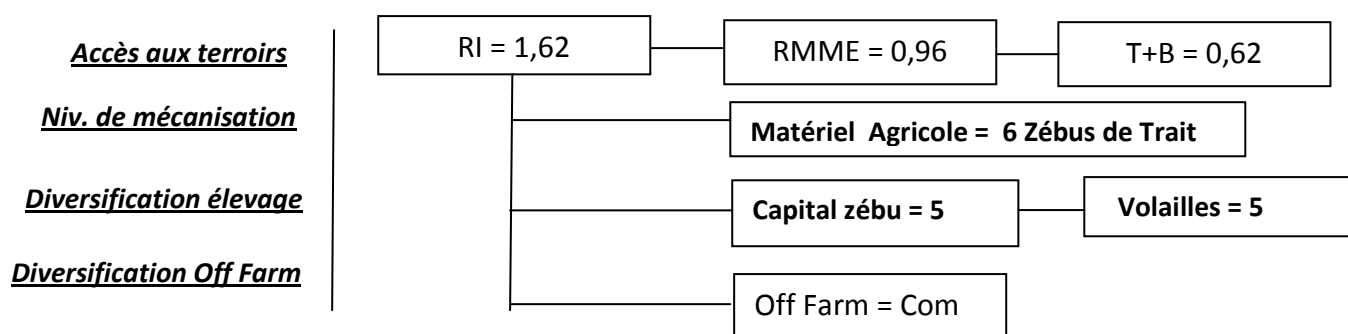 Accès aux terroirs
RI = 1,62
RMME = 0,96
T+B = 0,62
Niv. de mécanisation
Matériel Agricole = 6 Zébus de Trait
Diversification élevage
Capital zébu = 5
Volailles = 5
Diversification Off Farm
Off Farm = Com